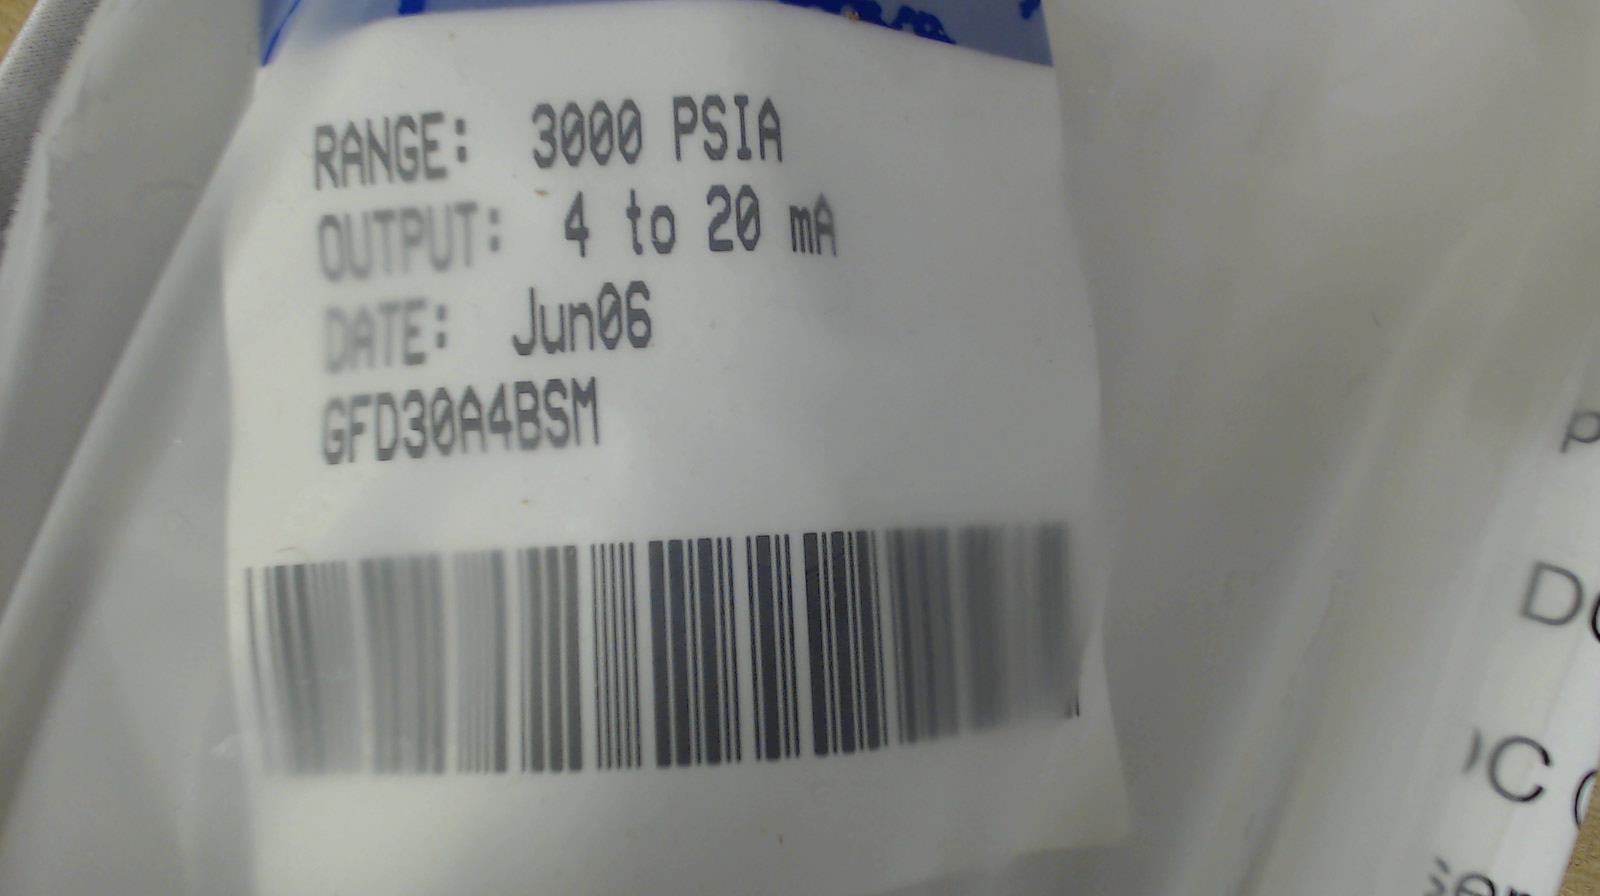 RANGE: 3000 PSIA
OUTPUT: 4 to 20 mA
DATE: Jun06
GFD30A4BSM